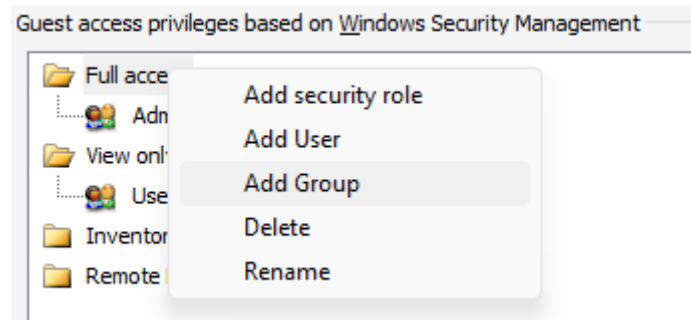 Guest access privileges based on Windows Security Management
Full acce
Add security role
Adm
Add User
View onl
Add Group
Use
Delete
Inventor
Rename
Remote